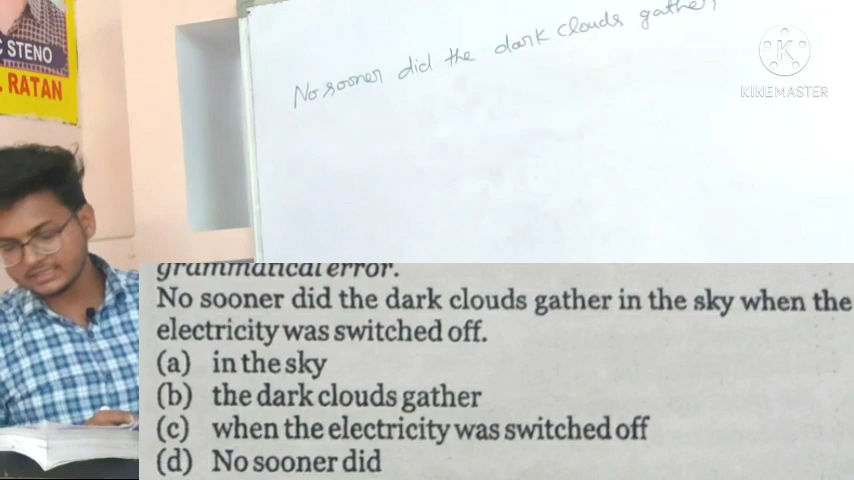 C STENO
. RATAN
No sooner did the dark clouds gather
KINEMASTER
grammatical error.
No sooner did the dark clouds gather in the sky when the
electricity was switched off.
(a) in the sky
(b) the dark clouds gather
(c) when the electricity was switched off
(d) No sooner did